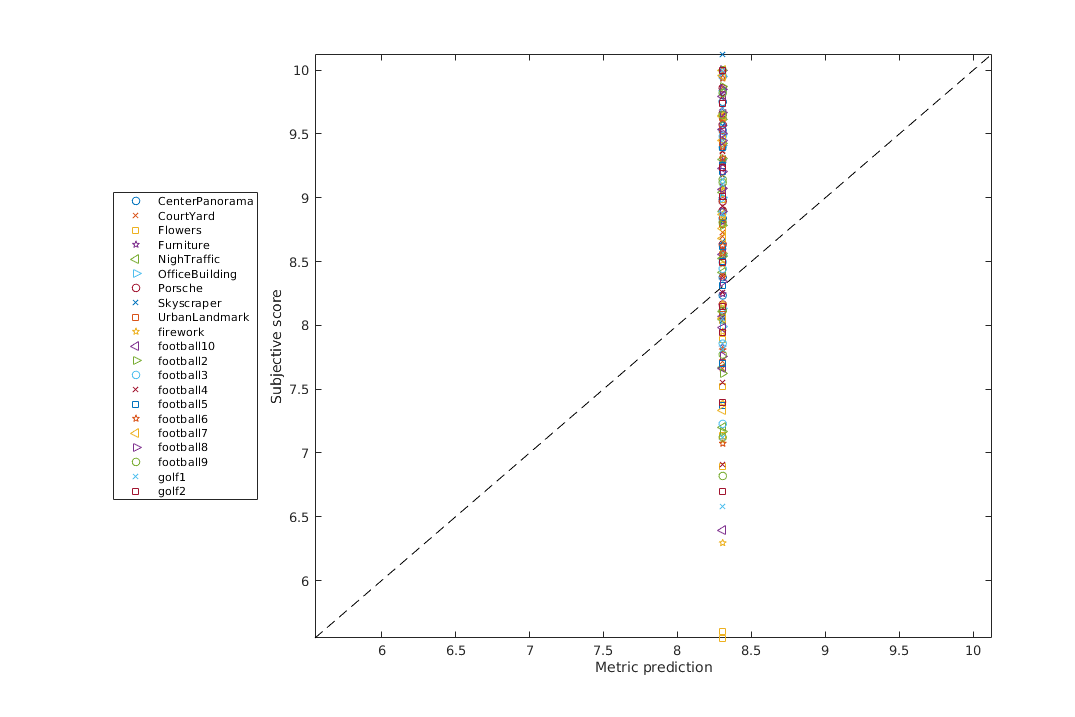 CenterPanorama
CourtYard
Flowers
Furniture
NighTraffic
OfficeBuilding
Porsche
Skyscraper
UrbanLandmark
firework
football10
football2
football3
football4
football5
football6
football7
football8
football9
golf1
golf2
Subjective score
10
9.5
9
8.5
8
7.5
7
6.5
6
6 6.5 7 7.5 8 8.5 9 9.5 10
Metric prediction